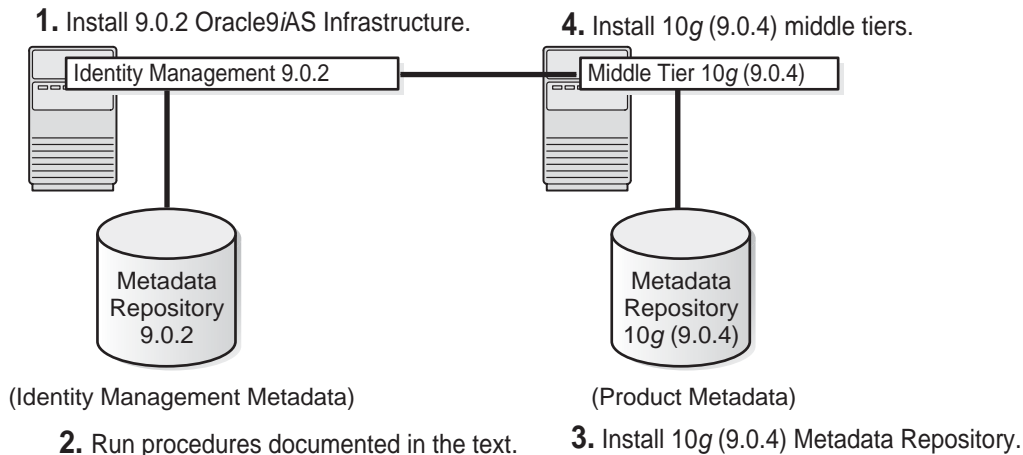 1. Install 9.0.2 Oracle9iAS Infrastructure.
Identity Management 9.0.2
Metadata
Repository
9.0.2
(Identity Management Metadata)
2. Run procedures documented in the text.
4. Install 10g (9.0.4) middle tiers.
Middle Tier 10g (9.0.4)
Metadata
Repository
10g (9.0.4)
(Product Metadata)
3. Install 10g (9.0.4) Metadata Repository.